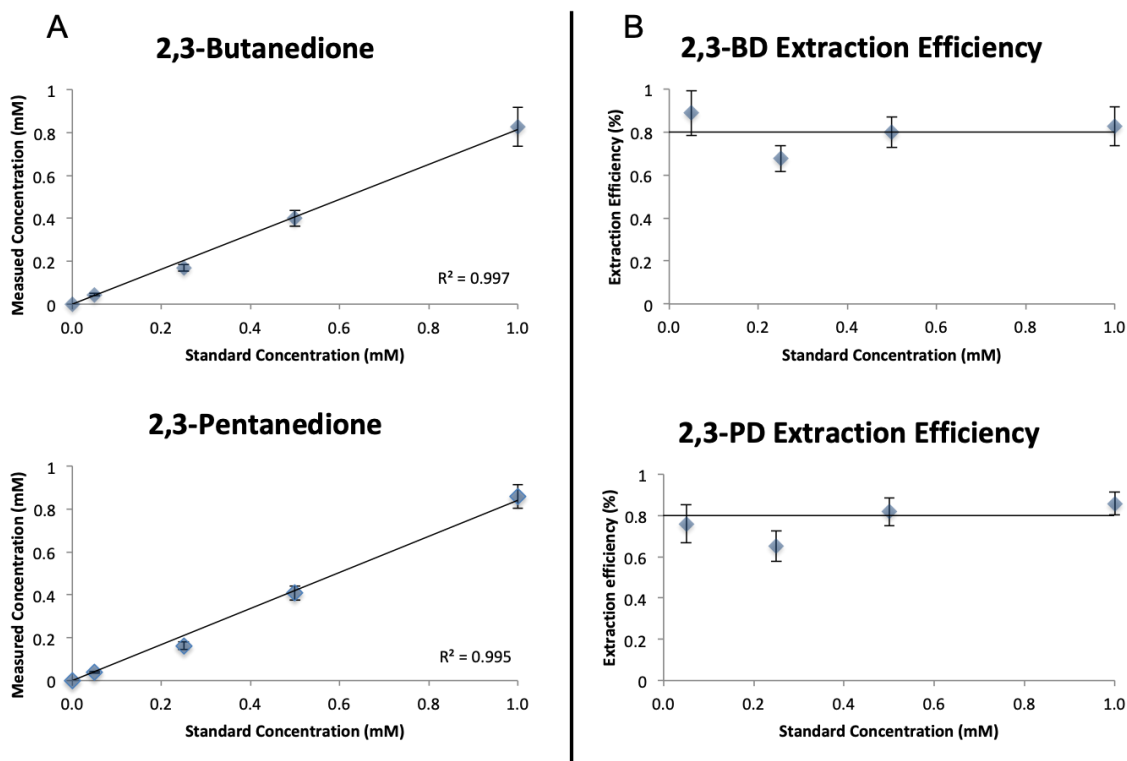 A
2,3-Butanedione
Measued Concentration (mM)
1
0.8
0.6
0.4
0.2
0
R² = 0.997
0.0 0.2 0.4 0.6 0.8 1.0
Standard Concentration (mM)
2,3-Pentanedione
Measured Concentration (mM)
1
0.8
0.6
0.4
0.2
0
R² = 0.995
0.0 0.2 0.4 0.6 0.8 1.0
Standard Concentration (mM)
B
2,3-BD Extraction Efficiency
Extraction Efficiency (%)
1
0.8
0.6
0.4
0.2
0
0.0 0.2 0.4 0.6 0.8 1.0
Standard Concentration (mM)
2,3-PD Extraction Efficiency
Extraction efficiency (%)
1
0.8
0.6
0.4
0.2
0
0.0 0.2 0.4 0.6 0.8 1.0
Standard Concentration (mM)